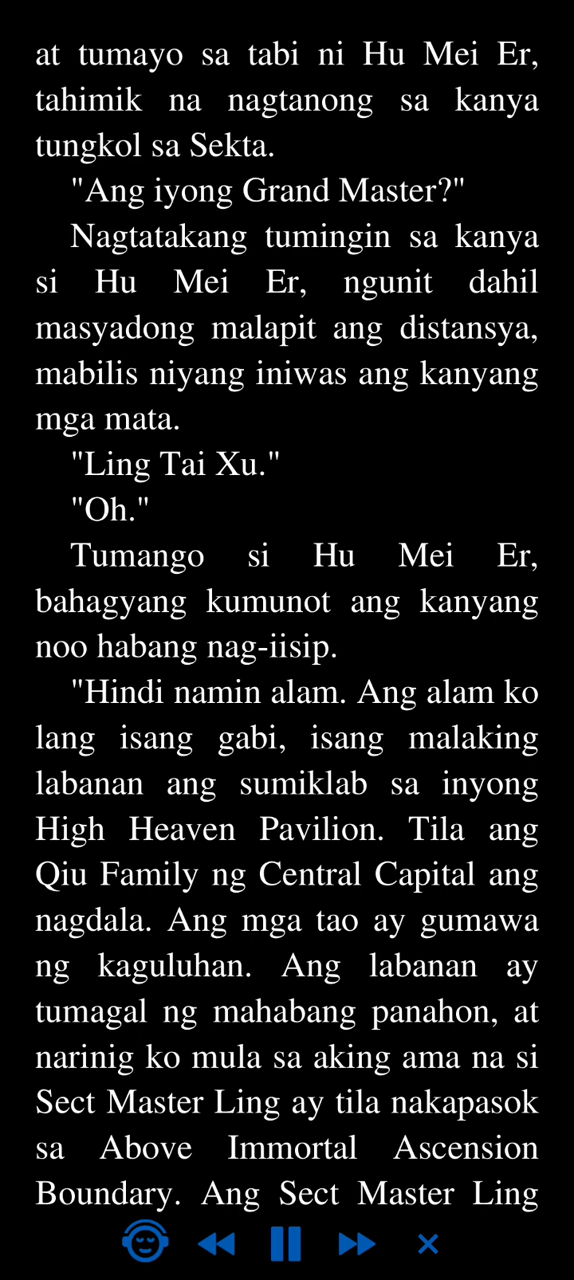 at tumayo sa tabi ni Hu Mei Er,
tahimik na nagtanong sa kanya
tungkol sa Sekta.
"Ang iyong Grand Master?"
Nagtatakang tumingin sa kanya
si Hu Mei Er, ngunit dahil
masyadong malapit ang distansya,
mabilis niyang iniwas ang kanyang
mga mata.
"Ling Tai Xu."
"Oh."
Tumango si Hu Mei Er,
bahagyang kumunot ang kanyang
noo habang nag-iisip.
"Hindi namin alam. Ang alam ko
lang isang gabi, isang malaking
labanan ang sumiklab sa inyong
High Heaven Pavilion. Tila ang
Qiu Family ng Central Capital ang
nagdala. Ang mga tao ay gumawa
ng kaguluhan. Ang labanan ay
tumagal ng mahabang panahon, at
narinig ko mula sa aking ama na si
Sect Master Ling ay tila nakapasok
sa Above Immortal Ascension
Boundary. Ang Sect Master Ling